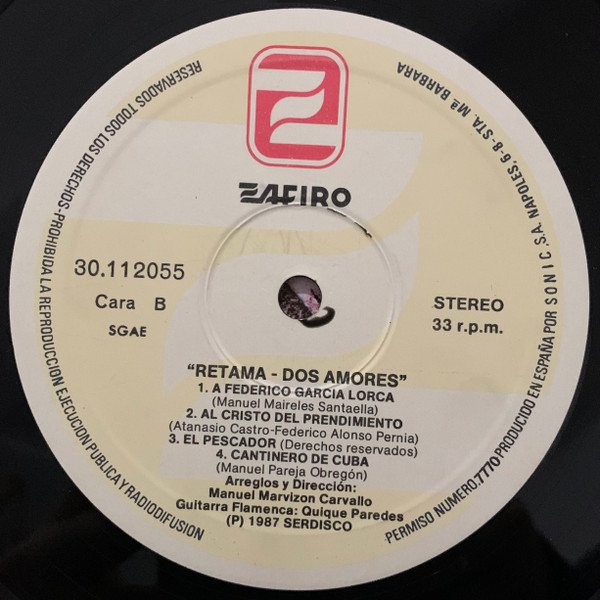 ZAFIRO
30.112055
Cara B
SGAE
STEREO
33 r.p.m.
"RETAMA - DOS AMORES"
1. A FEDERICO GARCIA LORCA
(Manuel Maireles Santaella)
2. AL CRISTO DEL PRENDIMIENTO
(Atanasio Castro-Federico Alonso Pernia)
3. EL PESCADOR (Derechos reservados)
4. CANTINERO DE CUBA
(Manuel Pareja Obregón)
Arreglos y Dirección:
Manuel Marvizon Carvallo
Guitarra Flamenca: Quique Paredes
(P) 1987 SERDISCO
RESERVADOS TODOS LOS DERECHOS-PROHIBIDA LA REPRODUCCION EJECUCION PUBLICA Y RADIODIFUSION
PERMISO NUMERO.7770 PRODUCIDO EN ESPAÑA POR SONIC S.A. NAPOLES, 6-8-STA. Mª BARBARA